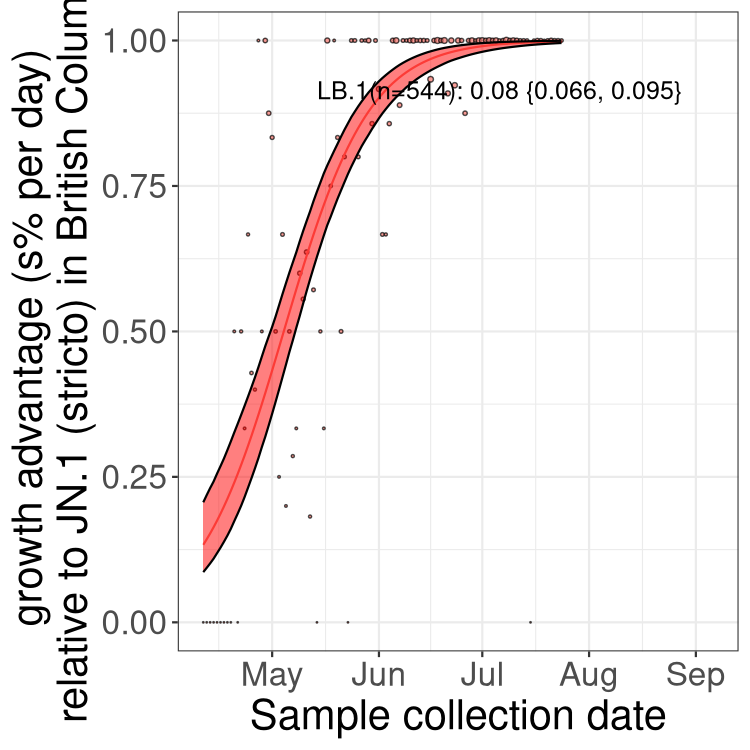 growth advantage (s% per day)
relative to JN.1 (stricto) in British Colum
1.00
0.75
0.50
0.25
0.00
LB.1(n=544): 0.08 {0.066, 0.095}
May Jun Jul Aug Sep
Sample collection date